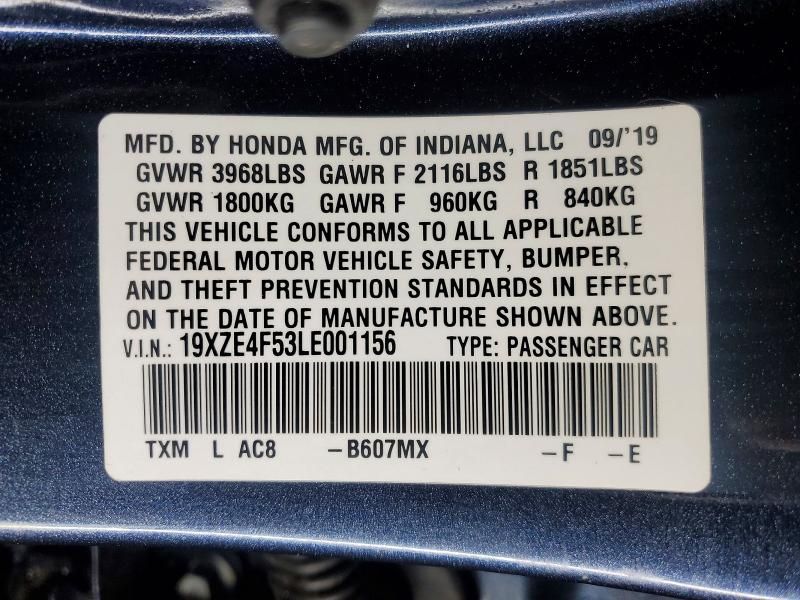 MFD. BY HONDA MFG. OF INDIANA, LLC 09/'19
GVWR 3968LBS GAWR F 2116LBS R 1851LBS
GVWR 1800KG GAWR F 960KG R 840KG
THIS VEHICLE CONFORMS TO ALL APPLICABLE
FEDERAL MOTOR VEHICLE SAFETY, BUMPER,
AND THEFT PREVENTION STANDARDS IN EFFECT
ON THE DATE OF MANUFACTURE SHOWN ABOVE.
V.I.N.: 19XZE4F53LE001156 TYPE: PASSENGER CAR
TXM L AC8 -B607MX -F -E